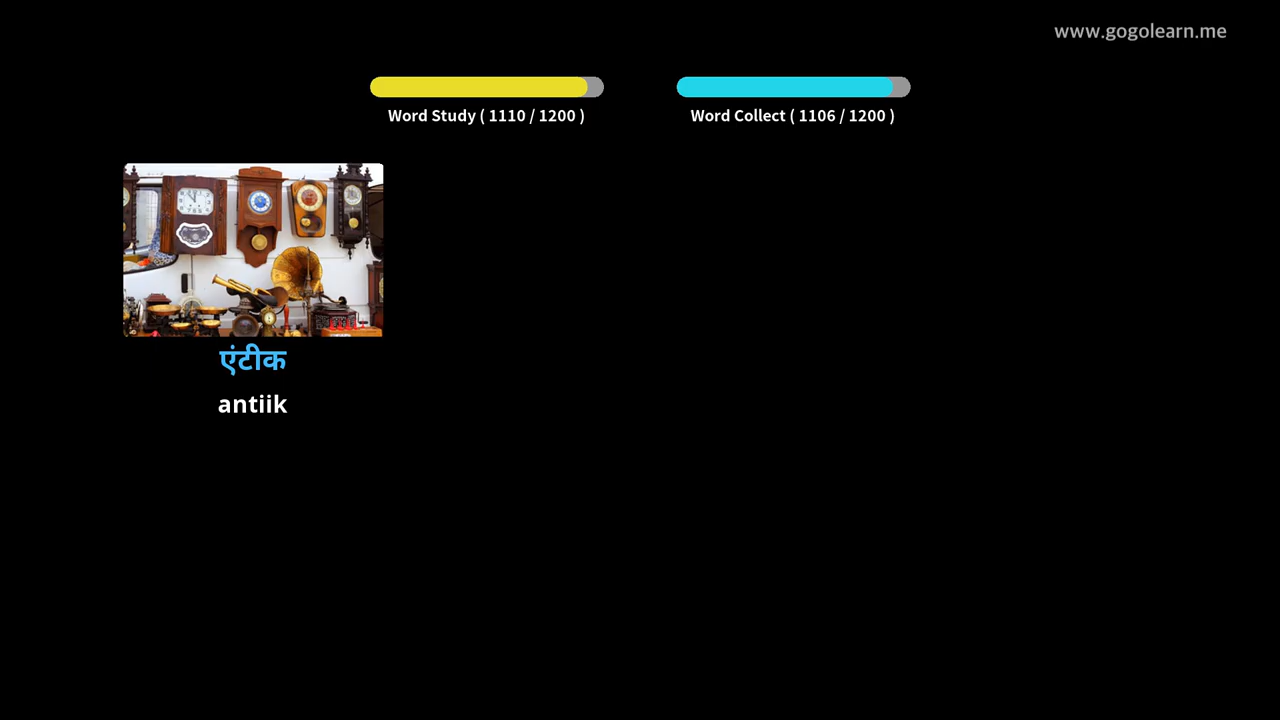 www.gogolearn.me
Word Study ( 1110 / 1200 )
Word Collect ( 1106 / 1200 )
एंटीक
antiik